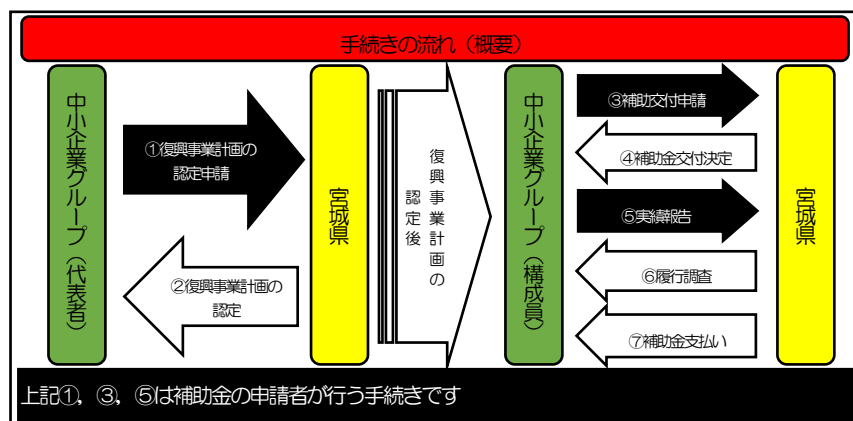 手続きの流れ（概要）
中小企業グループ（代表者）
①復興事業計画の
認定申請
②復興事業計画の
認定
宮城県
復興事業計画の
認定後
中小企業グループ（構成員）
③補助交付申請
④補助金交付決定
⑤実績報告
⑥履行調査
⑦補助金支払い
宮城県
上記①，③，⑤は補助金の申請者が行う手続きです